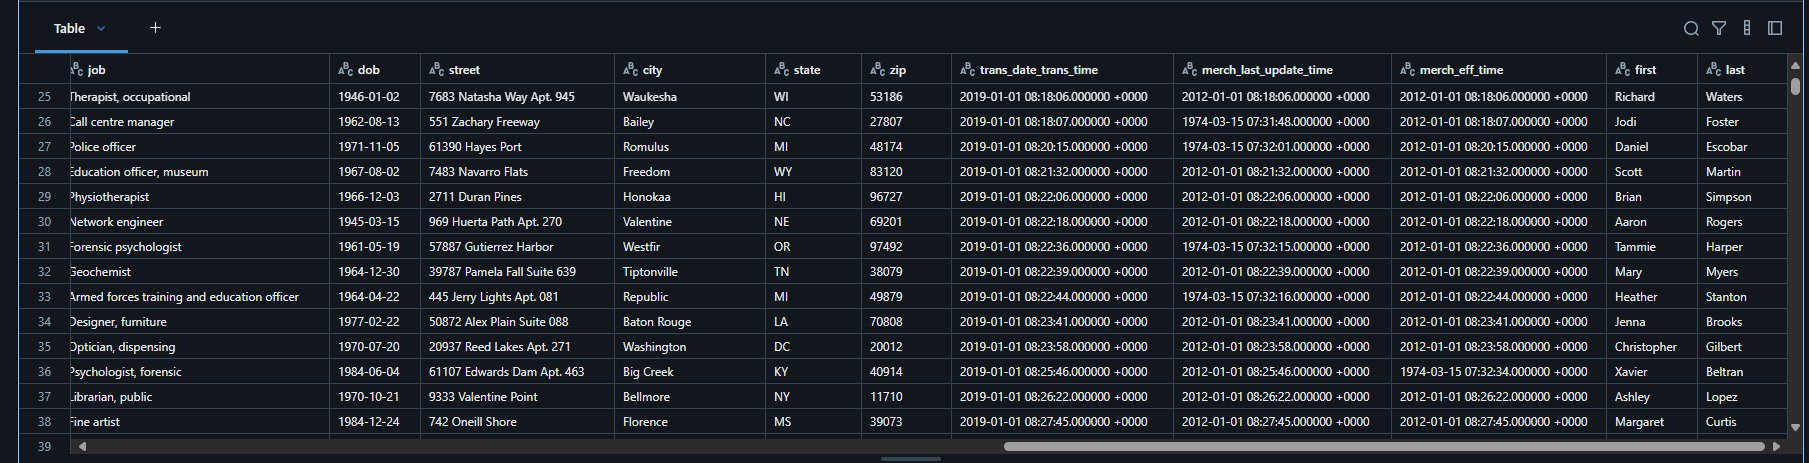 Table +
job dob street city state zip trans_date_trans_time merch_last_update_time merch_eff_time first last
25 Therapist, occupational 1946-01-02 7683 Natasha Way Apt. 945 Waukesha WI 53186 2019-01-01 08:18:06.000000 +0000 2012-01-01 08:18:06.000000 +0000 2012-01-01 08:18:06.000000 +0000 Richard Waters
26 Call centre manager 1962-08-13 551 Zachary Freeway Bailey NC 27807 2019-01-01 08:18:07.000000 +0000 1974-03-15 07:31:48.000000 +0000 2012-01-01 08:18:07.000000 +0000 Jodi Foster
27 Police officer 1971-11-05 61390 Hayes Port Romulus MI 48174 2019-01-01 08:20:15.000000 +0000 1974-03-15 07:32:01.000000 +0000 2012-01-01 08:20:15.000000 +0000 Daniel Escobar
28 Education officer, museum 1967-08-02 7483 Navarro Flats Freedom WY 83120 2019-01-01 08:21:32.000000 +0000 2012-01-01 08:21:32.000000 +0000 2012-01-01 08:21:32.000000 +0000 Scott Martin
29 Physiotherapist 1966-12-03 2711 Duran Pines Honokaa HI 96727 2019-01-01 08:22:06.000000 +0000 2012-01-01 08:22:06.000000 +0000 2012-01-01 08:22:06.000000 +0000 Brian Simpson
30 Network engineer 1945-03-15 969 Huerta Path Apt. 270 Valentine NE 69201 2019-01-01 08:22:18.000000 +0000 2012-01-01 08:22:18.000000 +0000 2012-01-01 08:22:18.000000 +0000 Aaron Rogers
31 Forensic psychologist 1961-05-19 57887 Gutierrez Harbor Westfir OR 97492 2019-01-01 08:22:36.000000 +0000 1974-03-15 07:32:15.000000 +0000 2012-01-01 08:22:36.000000 +0000 Tammie Harper
32 Geochemist 1964-12-30 39787 Pamela Fall Suite 639 Tiptonville TN 38079 2019-01-01 08:22:39.000000 +0000 2012-01-01 08:22:39.000000 +0000 2012-01-01 08:22:39.000000 +0000 Mary Myers
33 Armed forces training and education officer 1964-04-22 445 Jerry Lights Apt. 081 Republic MI 49879 2019-01-01 08:22:44.000000 +0000 1974-03-15 07:32:16.000000 +0000 2012-01-01 08:22:44.000000 +0000 Heather Stanton
34 Designer, furniture 1977-02-22 50872 Alex Plain Suite 088 Baton Rouge LA 70808 2019-01-01 08:23:41.000000 +0000 2012-01-01 08:23:41.000000 +0000 2012-01-01 08:23:41.000000 +0000 Jenna Brooks
35 Optician, dispensing 1970-07-20 20937 Reed Lakes Apt. 271 Washington DC 20012 2019-01-01 08:23:58.000000 +0000 2012-01-01 08:23:58.000000 +0000 2012-01-01 08:23:58.000000 +0000 Christopher Gilbert
36 Psychologist, forensic 1984-06-04 61107 Edwards Dam Apt. 463 Big Creek KY 40914 2019-01-01 08:25:46.000000 +0000 2012-01-01 08:25:46.000000 +0000 1974-03-15 07:32:34.000000 +0000 Xavier Beltran
37 Librarian, public 1970-10-21 9333 Valentine Point Bellmore NY 11710 2019-01-01 08:26:22.000000 +0000 2012-01-01 08:26:22.000000 +0000 2012-01-01 08:26:22.000000 +0000 Ashley Lopez
38 Fine artist 1984-12-24 742 Oneill Shore Florence MS 39073 2019-01-01 08:27:45.000000 +0000 2012-01-01 08:27:45.000000 +0000 2012-01-01 08:27:45.000000 +0000 Margaret Curtis
39